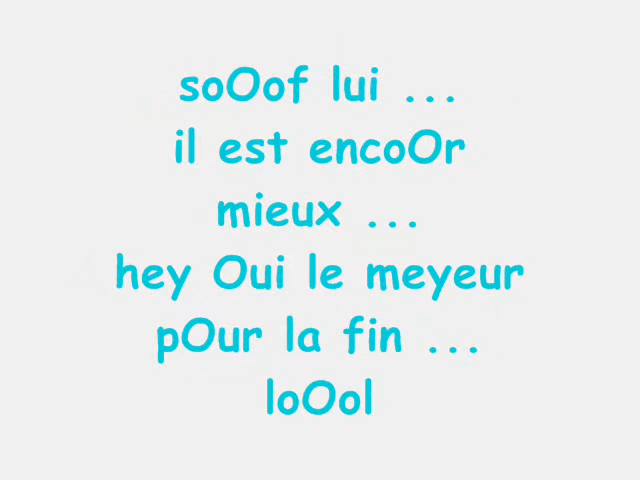 soOof lui ...
il est encoOr
mieux ...
hey Oui le meyeur
pOur la fin ...
loOol